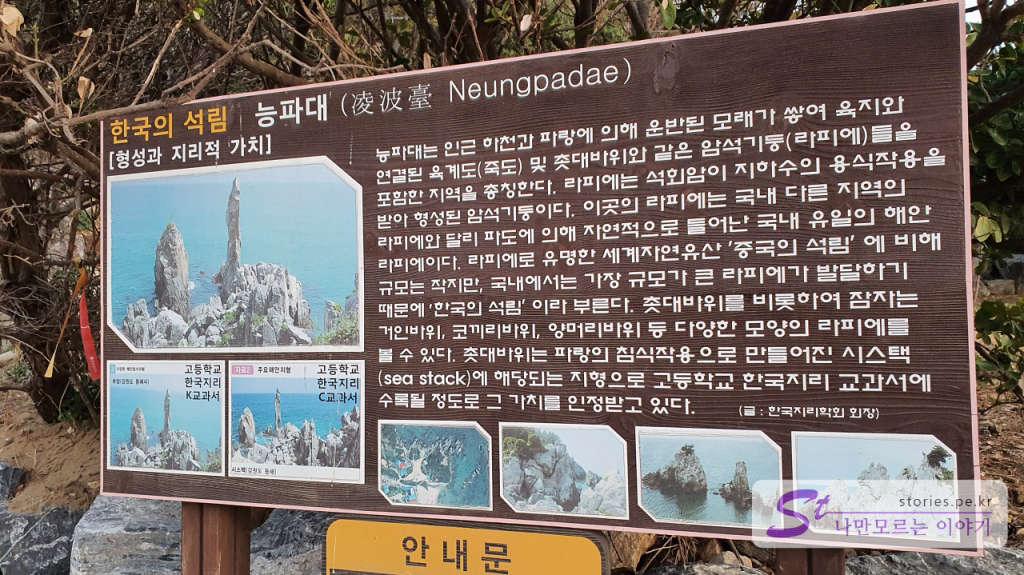 한국의 석림 능파대 (凌波臺 Neungpadae)
[형성과 지리적 가치]
능파대는 인근 하천과 파랑에 의해 운반된 모래가 쌓여 육지와
연결된 육계도(죽도) 및 촛대바위와 같은 암석기둥(라피에)들을
포함한 지역을 총칭한다. 라피에는 석회암이 지하수의 용식작용을
받아 형성된 암석기둥이다. 이곳의 라피에는 국내 다른 지역의
라피에와 달리 파도에 의해 자연적으로 들어난 국내 유일의 해안
라피에이다. 라피에로 유명한 세계자연유산 '중국의 석림' 에 비해
규모는 작지만, 국내에서는 가장 규모가 큰 라피에가 발달하기
때문에 '한국의 석림' 이라 부른다. 촛대바위를 비롯하여 잠자는
거인바위, 코끼리바위, 양머리바위 등 다양한 모양의 라피에를
볼 수 있다. 촛대바위는 파랑의 침식작용으로 만들어진 시스택
(sea stack)에 해당되는 지형으로 고등학교 한국지리 교과서에
수록될 정도로 그 가치를 인정받고 있다.
(글 : 한국지리학회 회장)
고등학교
한국지리
K교과서
주요해안지형
고등학교
한국지리
C교과서
안내문
stories.pe.kr
St 나만모르는 이야기